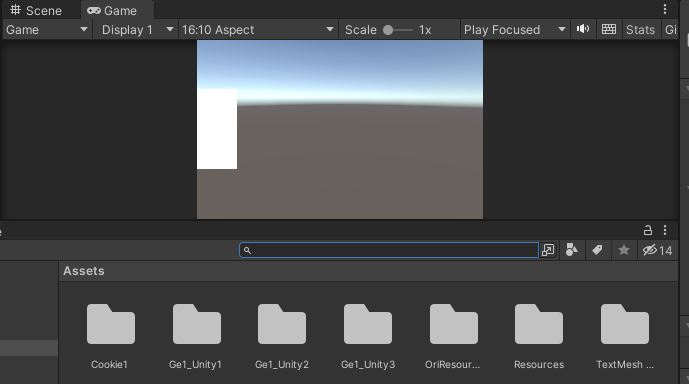 Scene Game
Game Display 1 16:10 Aspect Scale 1x Play Focused Stats Gi
e
14
Assets
Cookie1 Ge1_Unity1 Ge1_Unity2 Ge1_Unity3 OriResour... Resources TextMesh ...